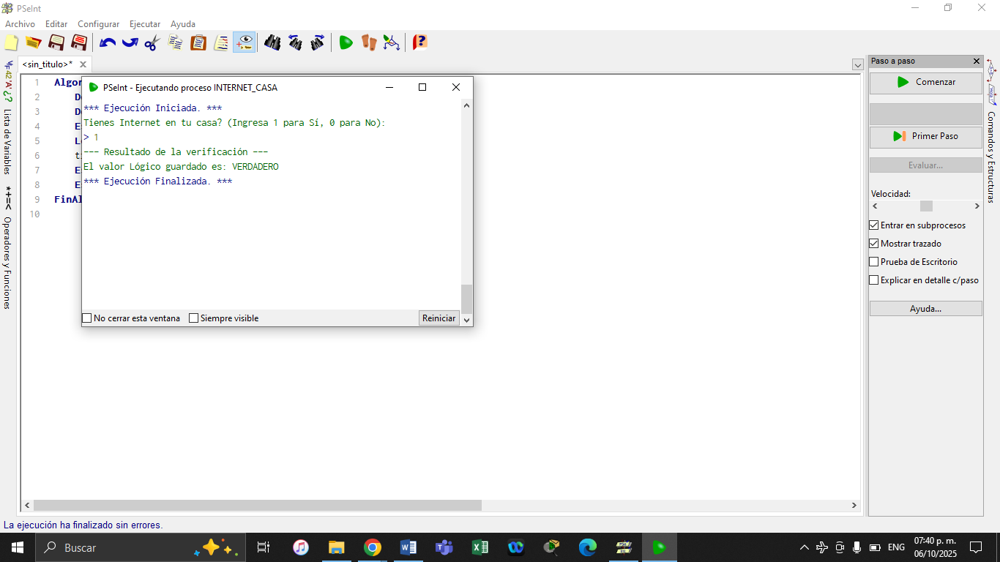 PSeInt
Archivo Editar Configurar Ejecutar Ayuda
<sin_titulo>*
Paso a paso
Comenzar
Primer Paso
Evaluar...
Velocidad:
Entrar en subprocesos
Mostrar trazado
Prueba de Escritorio
Explicar en detalle c/paso
Ayuda...
Lista de Variables
Operadores y Funciones
Comandos y Estructuras
1 Algor
2 D
3 D
4 E
5 L
6 t
7 E
8 E
9 FinAl
10
PSeInt - Ejecutando proceso INTERNET_CASA
*** Ejecución Iniciada. ***
Tienes Internet en tu casa? (Ingresa 1 para Sí, 0 para No):
> 1
--- Resultado de la verificación ---
El valor Lógico guardado es: VERDADERO
*** Ejecución Finalizada. ***
No cerrar esta ventana Siempre visible Reiniciar
La ejecución ha finalizado sin errores.
Buscar
ENG
07:40 p. m.
06/10/2025